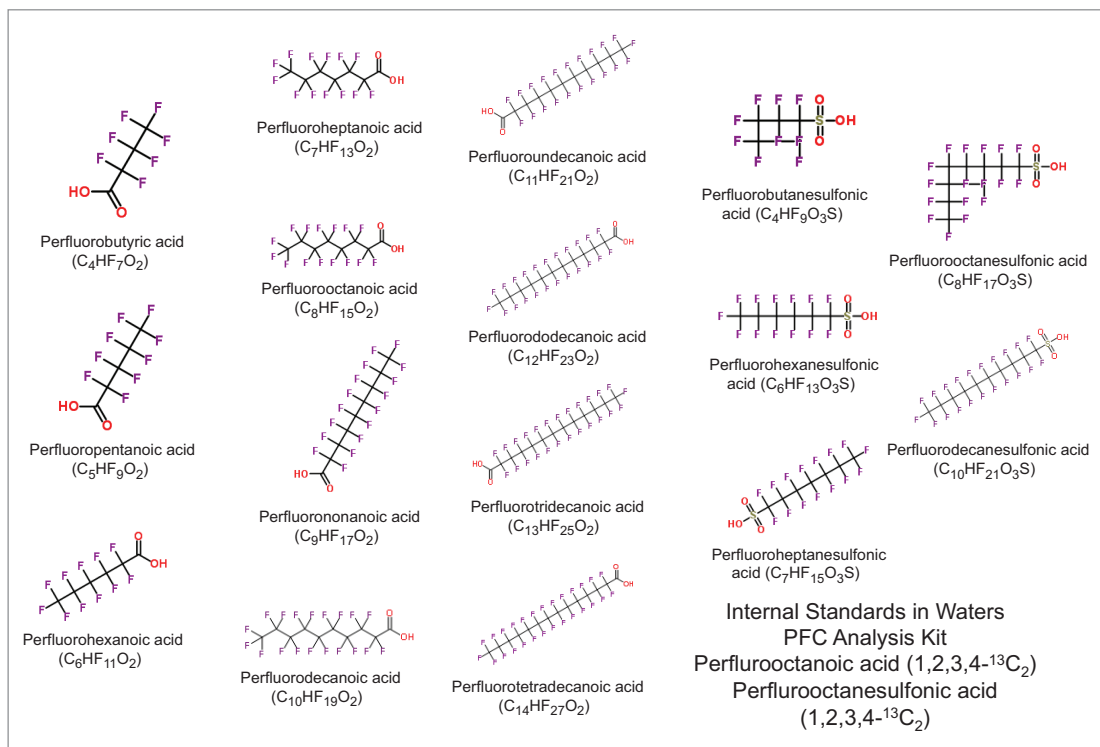 Perfluorobutyric acid
(C4HF7O2)
Perfluoropentanoic acid
(C5HF9O2)
Perfluorohexanoic acid
(C6HF11O2)
Perfluoroheptanoic acid
(C7HF13O2)
Perfluorooctanoic acid
(C8HF15O2)
Perfluorononanoic acid
(C9HF17O2)
Perfluorodecanoic acid
(C10HF19O2)
Perfluoroundecanoic acid
(C11HF21O2)
Perfluorododecanoic acid
(C12HF23O2)
Perfluorotridecanoic acid
(C13HF25O2)
Perfluorotetradecanoic acid
(C14HF27O2)
Perfluorobutanesulfonic
acid (C4HF9O3S)
Perfluorooctanesulfonic acid
(C8HF17O3S)
Perfluorohexanesulfonic
acid (C6HF13O3S)
Perfluorodecanesulfonic acid
(C10HF21O3S)
Perfluoroheptanesulfonic
acid (C7HF15O3S)
Internal Standards in Waters
PFC Analysis Kit
Perflurooctanoic acid (1,2,3,4-¹³C₂)
Perflurooctanesulfonic acid
(1,2,3,4-¹³C₂)